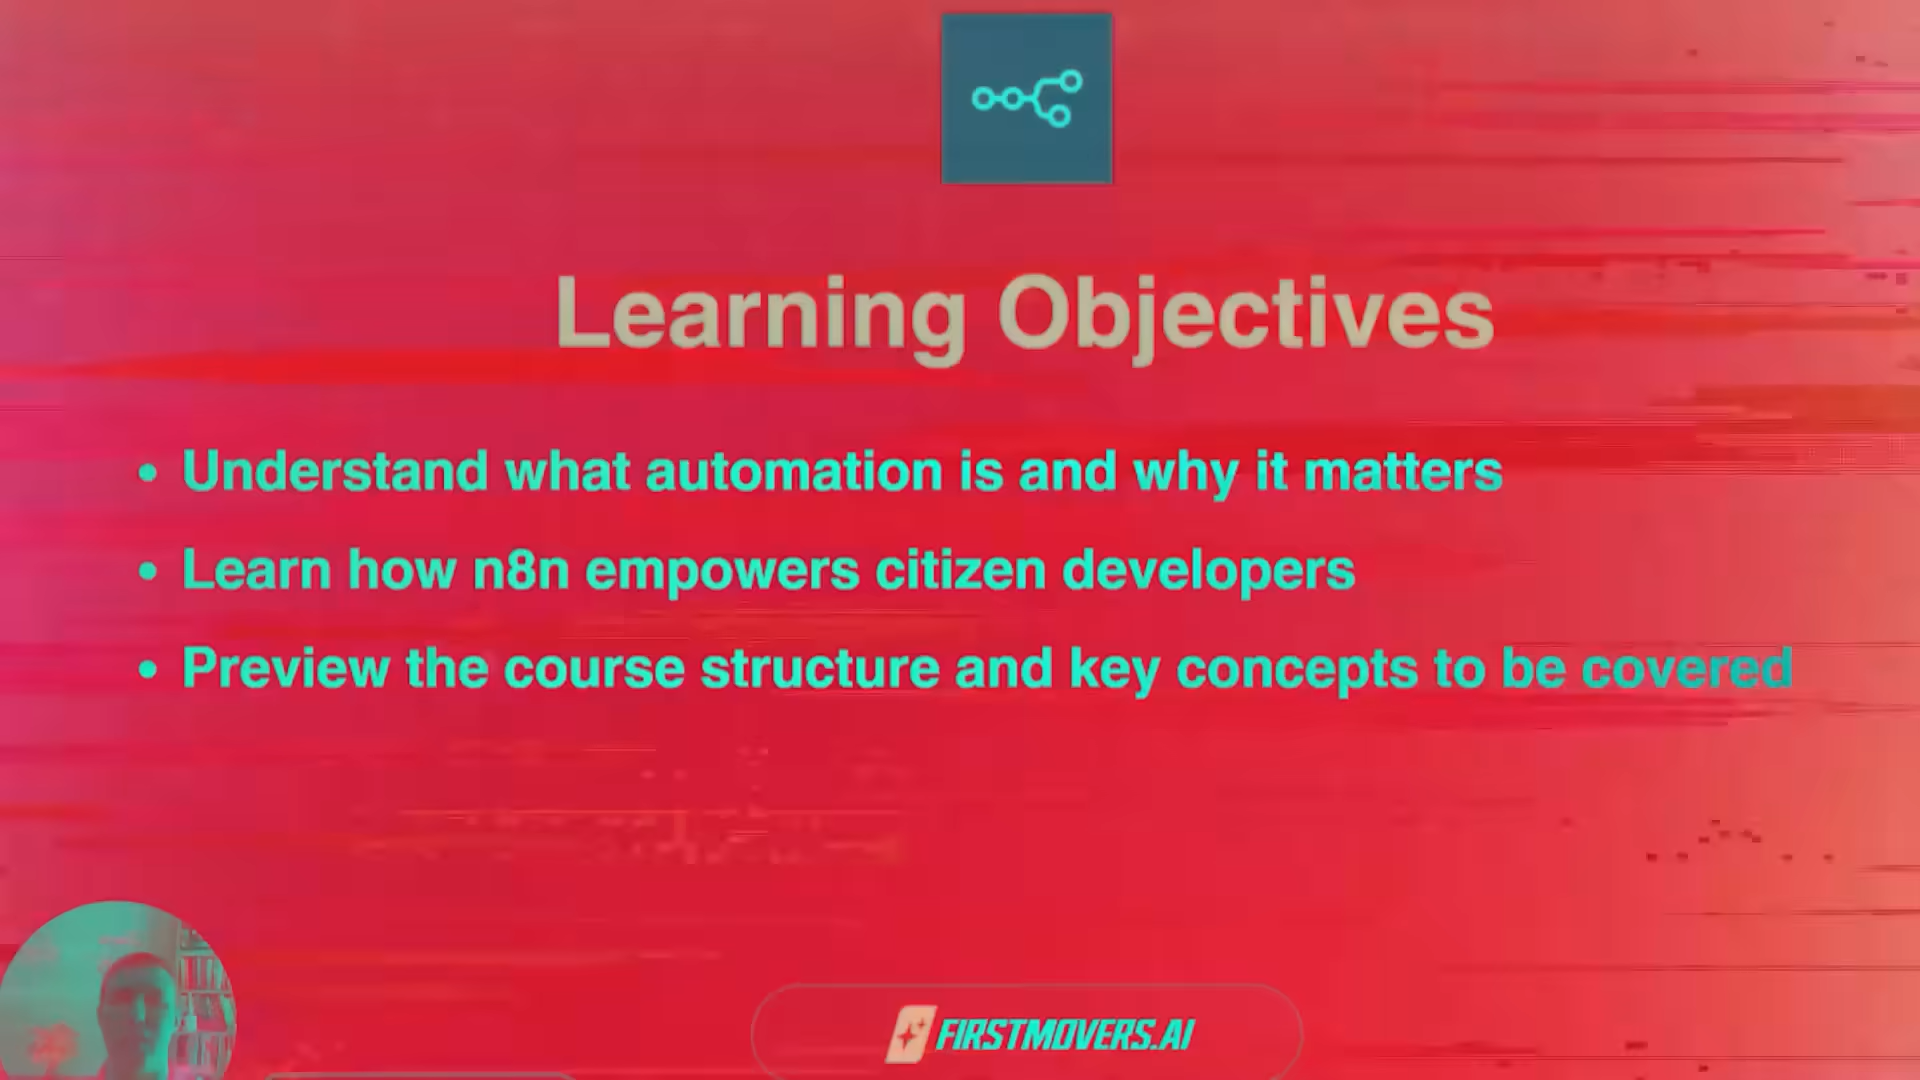 Learning Objectives
• Understand what automation is and why it matters
• Learn how n8n empowers citizen developers
• Preview the course structure and key concepts to be covered
FIRSTMOVERS.AI